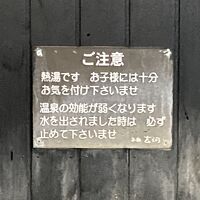 ご注意
熱湯です　お子様には十分
お気を付け下さいませ
温泉の効能が弱くなります
水を出されました時は　必ず
止めて下さいませ